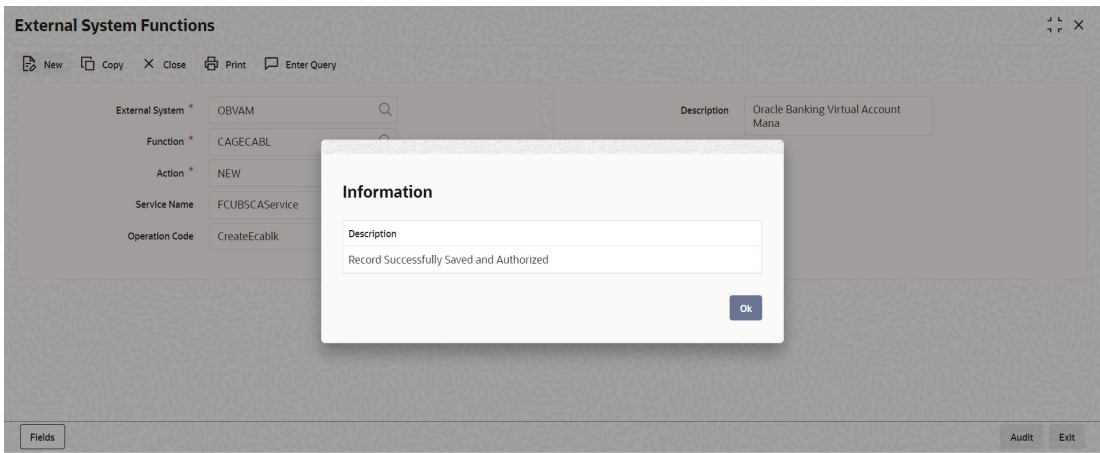 External System Functions
New Copy Close Print Enter Query
External System * OBVAM
Description Oracle Banking Virtual Account
Mana
Function * CAGECABL
Action * NEW
Service Name FCUBSCAService
Operation Code CreateEcablk
Information
Description
Record Successfully Saved and Authorized
Ok
Fields
Audit Exit